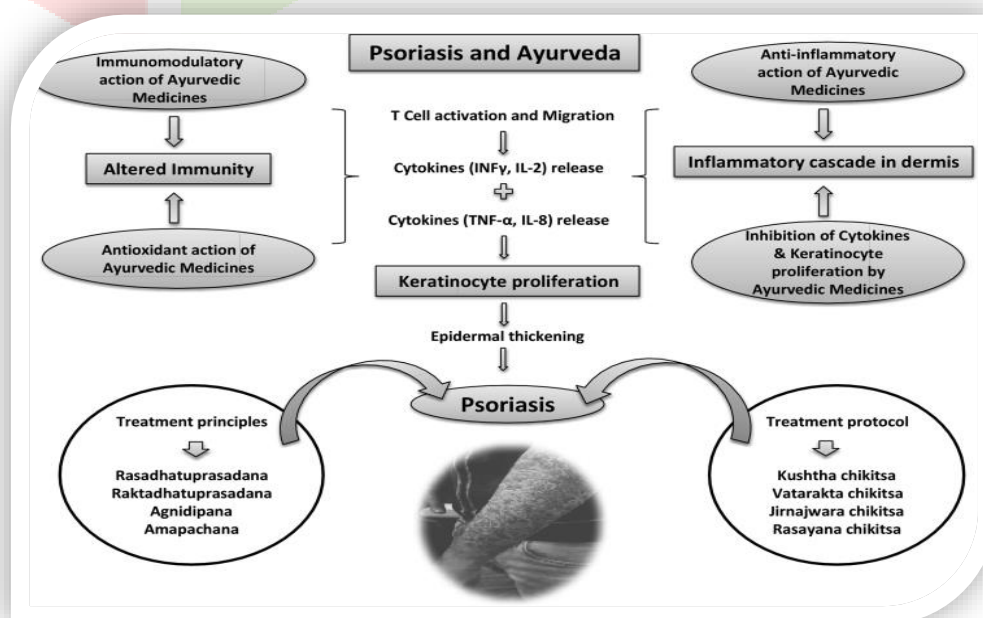 Psoriasis and Ayurveda
Immunomodulatory
action of Ayurvedic
Medicines
Altered Immunity
Antioxidant action of
Ayurvedic Medicines
T Cell activation and Migration
Cytokines (INFγ, IL-2) release
Cytokines (TNF-α, IL-8) release
Keratinocyte proliferation
Epidermal thickening
Psoriasis
Anti-inflammatory
action of Ayurvedic
Medicines
Inflammatory cascade in dermis
Inhibition of Cytokines
& Keratinocyte
proliferation by
Ayurvedic Medicines
Treatment principles
Rasadhatuprasadana
Raktadhatuprasadana
Agnidipana
Amapachana
Treatment protocol
Kushtha chikitsa
Vatarakta chikitsa
Jirnajwara chikitsa
Rasayana chikitsa